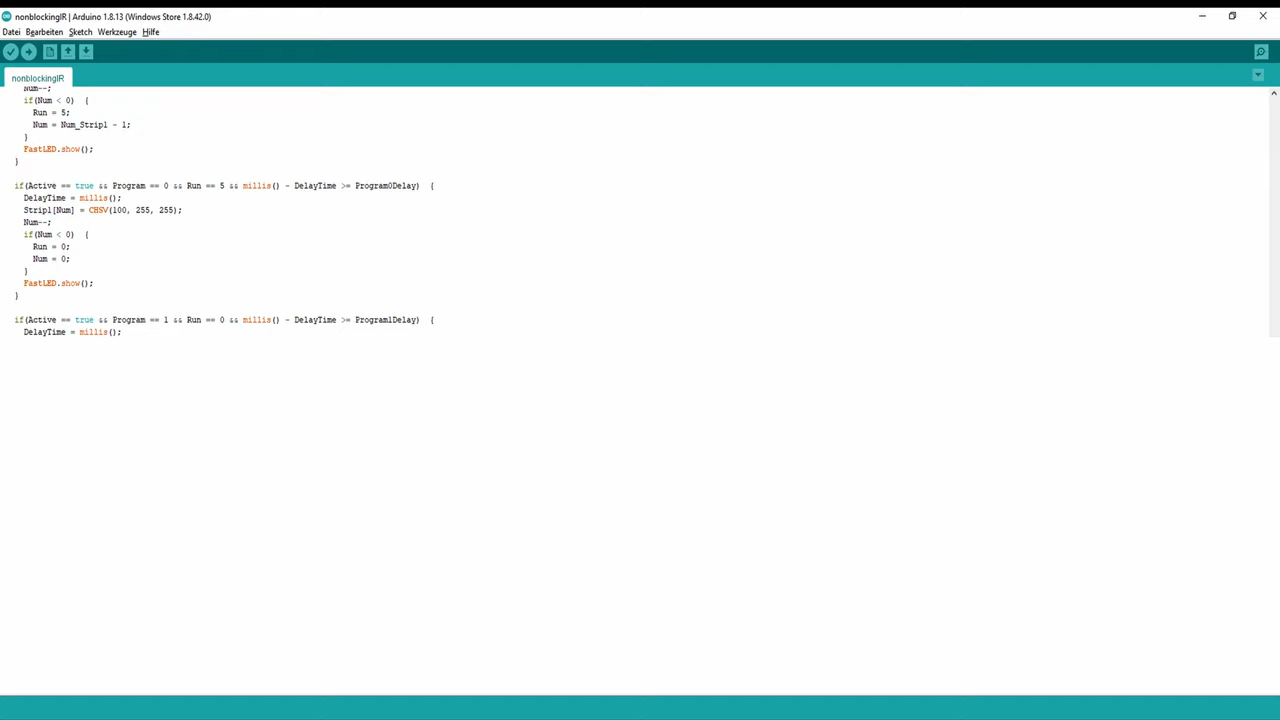 nonblockingIR | Arduino 1.8.13 (Windows Store 1.8.42.0)
Datei Bearbeiten Sketch Werkzeuge Hilfe
nonblockingIR
Num--;
if(Num < 0)  {
Run = 5;
Num = Num_Strip1 - 1;
}
FastLED.show();
}
if(Active == true && Program == 0 && Run == 5 && millis() - DelayTime >= Program0Delay)  {
DelayTime = millis();
Strip1[Num] = CHSV(100, 255, 255);
Num--;
if(Num < 0)  {
Run = 0;
Num = 0;
}
FastLED.show();
}
if(Active == true && Program == 1 && Run == 0 && millis() - DelayTime >= Program1Delay)  {
DelayTime = millis();